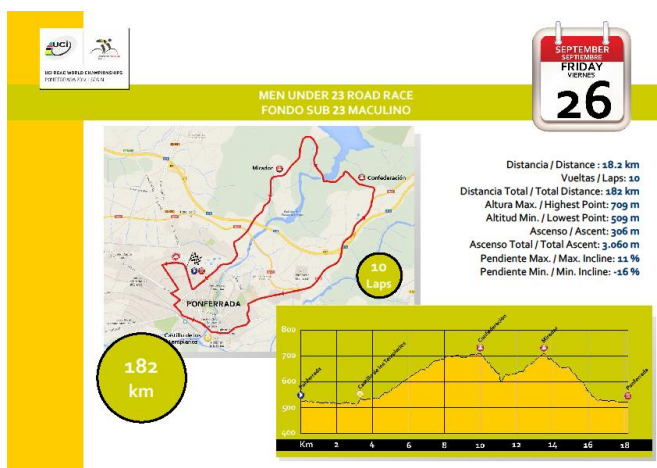 uci
UCI ROAD WORLD CHAMPIONSHIPS
MEN UNDER 23 ROAD RACE
FONDO SUB 23 MACULINO
SEPTEMBER
SEPTIEMBRE
FRIDAY
VIERNES
26
Mirador
Confederación
PONFERRADA
Castillo de los
Templarios
10
Laps
182
km
Distancia / Distance : 18.2 km
Vueltas / Laps: 10
Distancia Total / Total Distance: 182 km
Altura Max. / Highest Point: 709 m
Altitud Min. / Lowest Point: 509 m
Ascenso / Ascent: 306 m
Ascenso Total / Total Ascent: 3.060 m
Pendiente Max. / Max. Incline: 11 %
Pendiente Min. / Min. Incline: -16 %
800
700
600
500
400
Ponferrada
Castillo de los Templarios
Confederación
Mirador
Ponferrada
Km 2 4 6 8 10 12 14 16 18